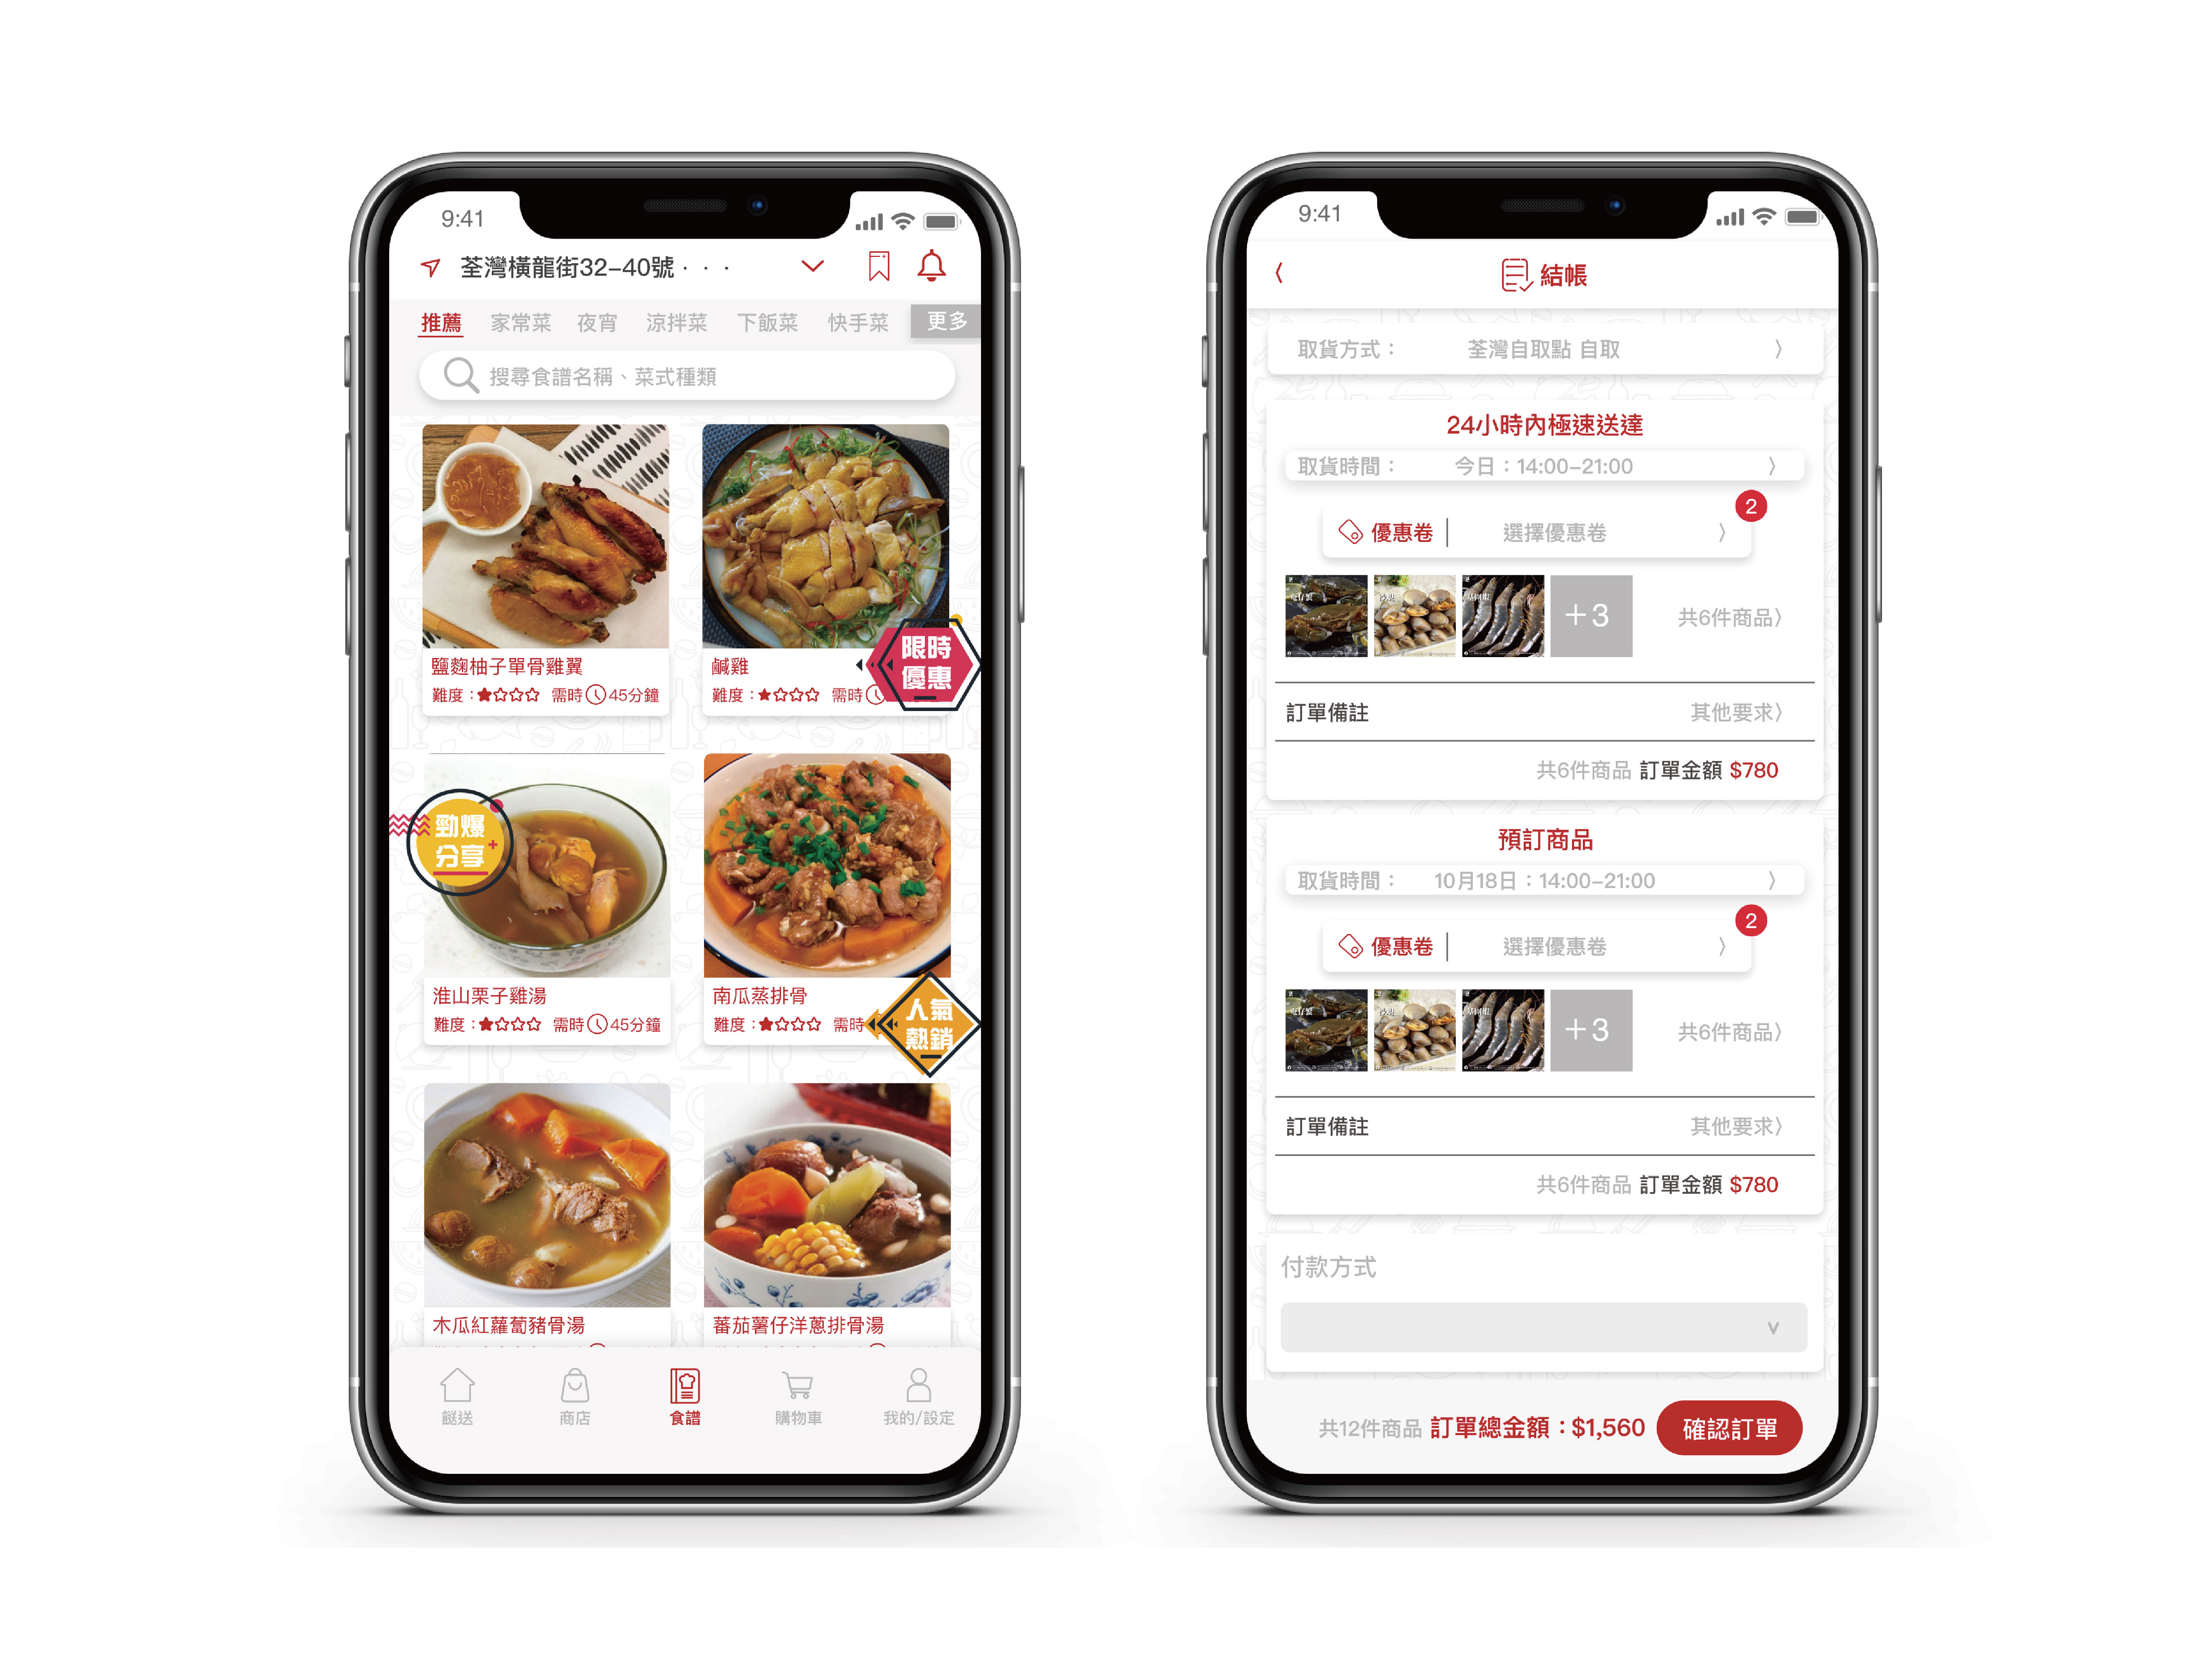 9:41
荃灣橫龍街32-40號 · · ·
推薦 家常菜 夜宵 涼拌菜 下飯菜 快手菜 更多
搜尋食譜名稱、菜式種類
鹽麴柚子單骨雞翼
難度：★☆☆☆ 需時 45分鐘
鹹雞
難度：★☆☆☆ 需時
限時
優惠
勁爆
分享
淮山栗子雞湯
難度：★☆☆☆ 需時 45分鐘
南瓜蒸排骨
難度：★☆☆☆ 需時
人氣
熱銷
木瓜紅蘿蔔豬骨湯
蕃茄薯仔洋蔥排骨湯
餸送 商店 食譜 購物車 我的/設定
9:41
結帳
取貨方式： 荃灣自取點 自取
24小時內極速送達
取貨時間： 今日：14:00-21:00
2
優惠卷 選擇優惠卷
+3 共6件商品
訂單備註 其他要求
共6件商品 訂單金額 $780
預訂商品
取貨時間： 10月18日：14:00-21:00
2
優惠卷 選擇優惠卷
+3 共6件商品
訂單備註 其他要求
共6件商品 訂單金額 $780
付款方式
共12件商品 訂單總金額：$1,560 確認訂單